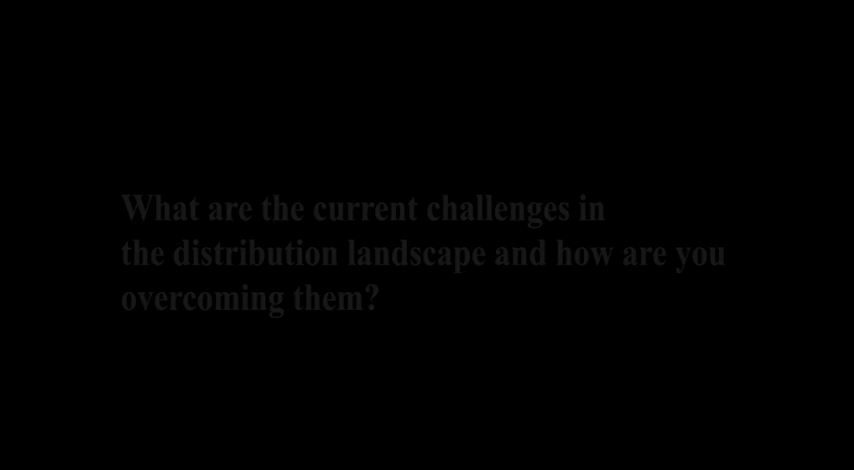 What are the current challenges in
the distribution landscape and how are you
overcoming them?